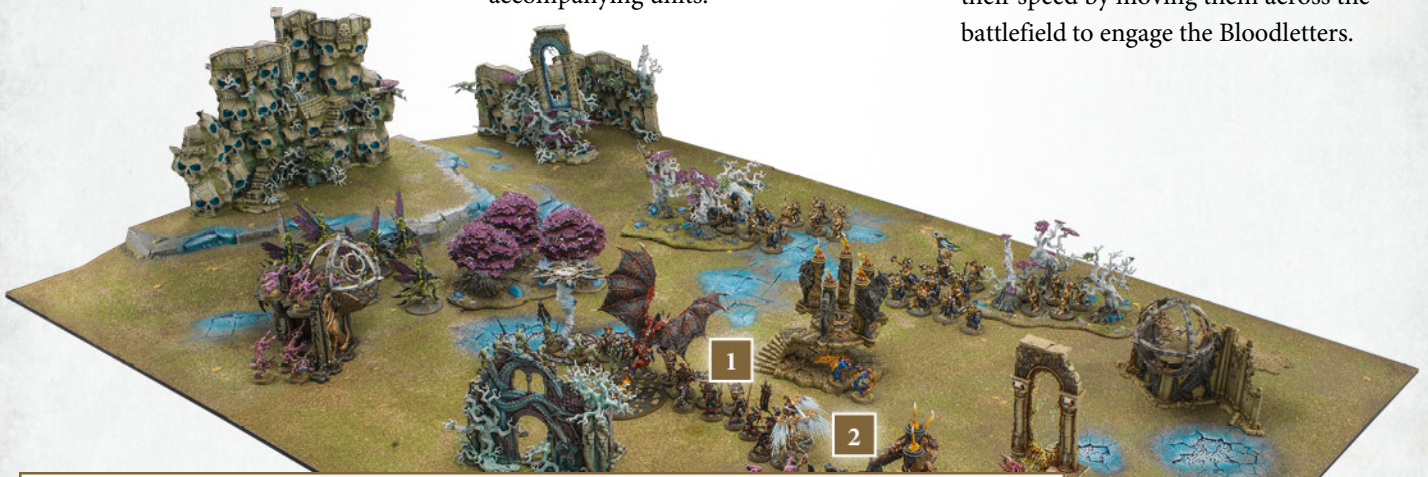 accompanying units.
their speed by moving them across the
battlefield to engage the Bloodletters.
1
2